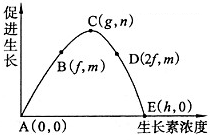 促进生长
C(g,n)
B(f,m)
D(2f,m)
A(0,0)
E(h,0)
生长素浓度